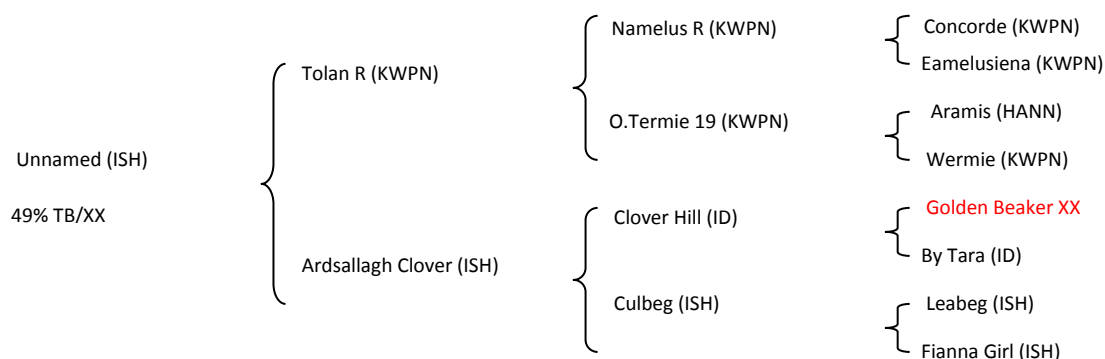 Unnamed (ISH)
49% TB/XX
Tolan R (KWPN)
Ardsallagh Clover (ISH)
Namelus R (KWPN)
O.Termie 19 (KWPN)
Clover Hill (ID)
Culbeg (ISH)
Concorde (KWPN)
Eamelusiena (KWPN)
Aramis (HANN)
Wermie (KWPN)
Golden Beaker XX
By Tara (ID)
Leabeg (ISH)
Fianna Girl (ISH)